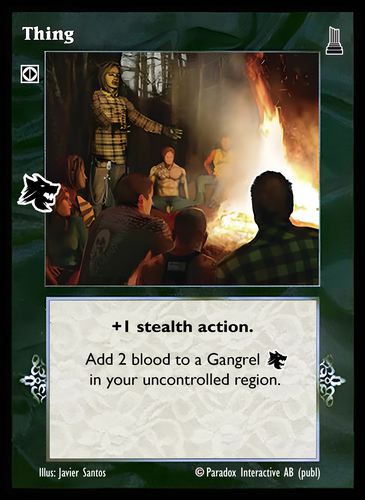 Thing
+1 stealth action.
Add 2 blood to a Gangrel
in your uncontrolled region.
Illus: Javier Santos
© Paradox Interactive AB (publ)